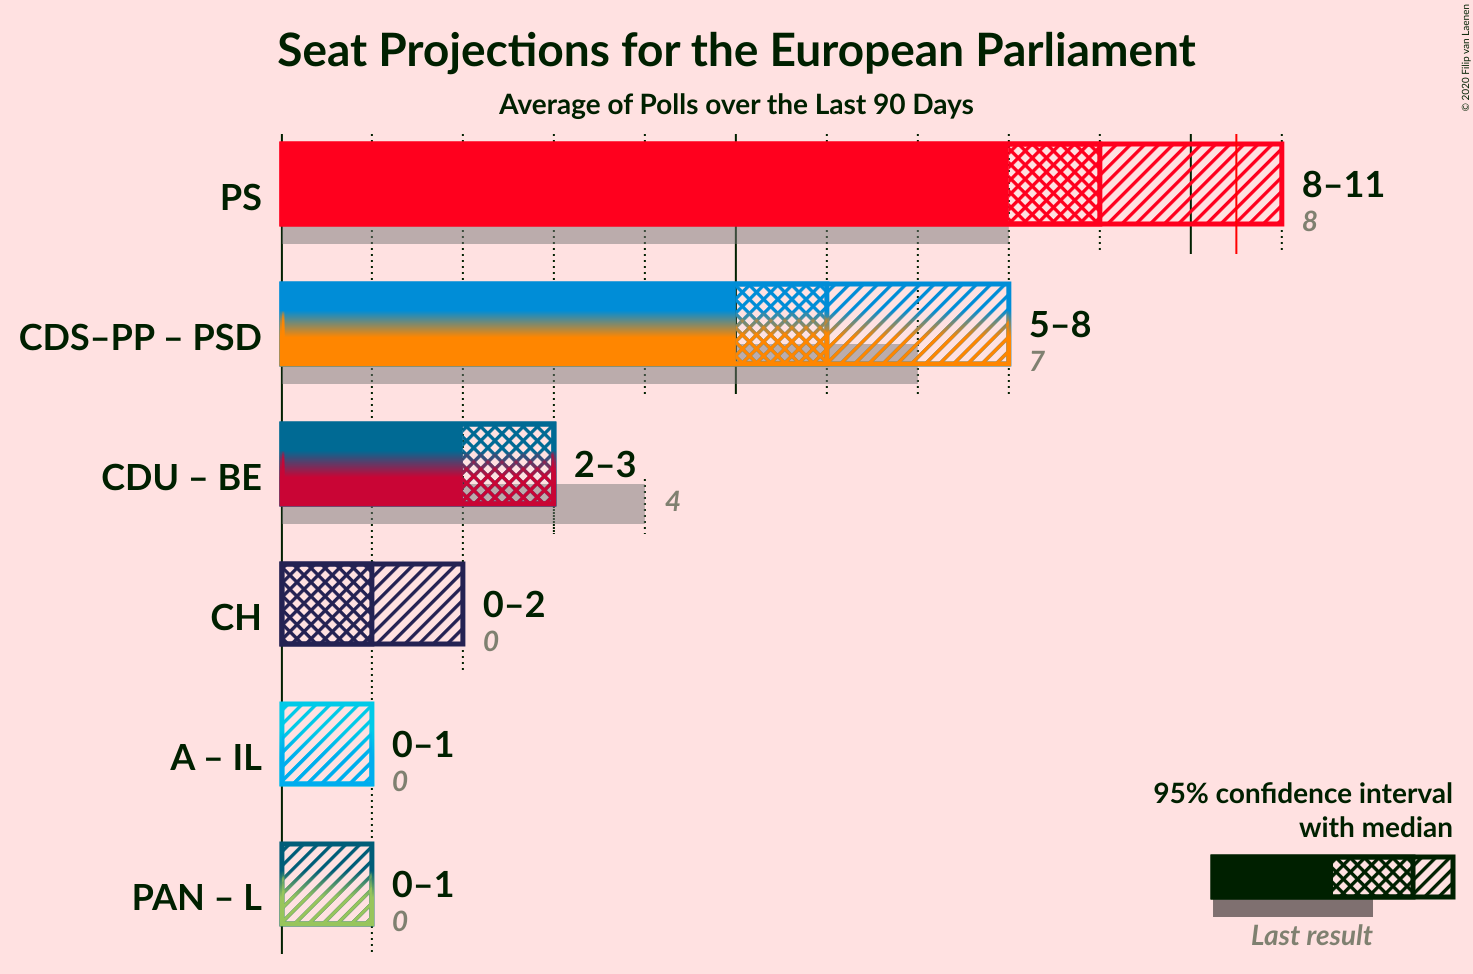 Seat Projections for the European Parliament
Average of Polls over the Last 90 Days
© 2020 Filip van Laenen
PS
8–11
8
CDS–PP – PSD
5–8
7
CDU – BE
2–3
4
CH
0–2
0
A – IL
0–1
0
PAN – L
0–1
0
95% confidence interval
with median
Last result